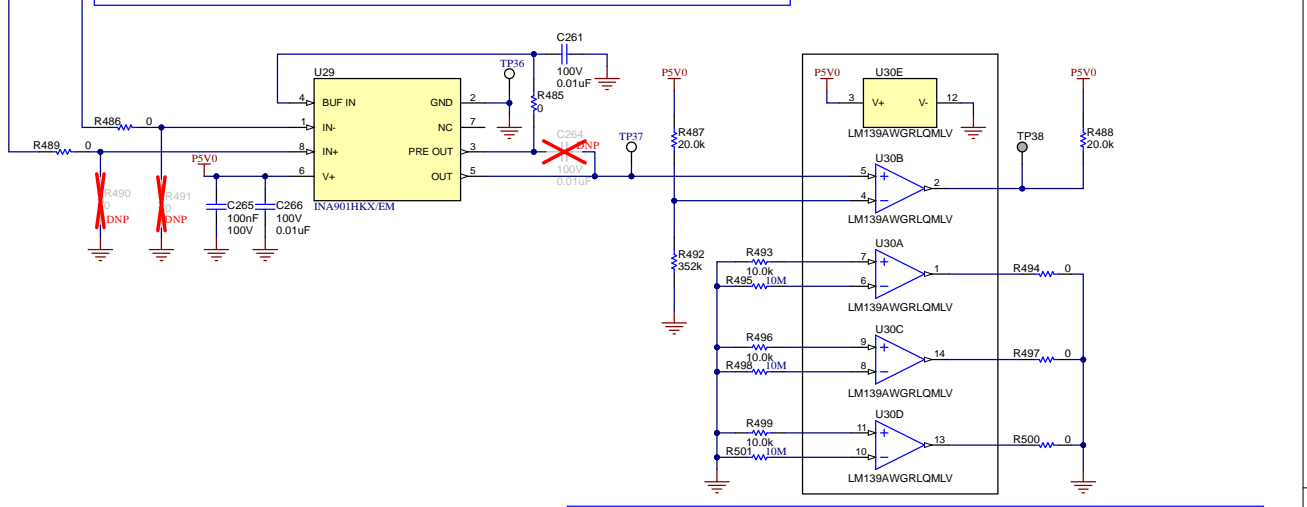 C261
100V
0.01uF
U29
INA901HKX/EM
4 BUF IN
1 IN-
8 IN+
6 V+
GND 2
NC 7
PRE OUT 3
OUT 5
TP36
R485
0
C264
DNP
100V
0.01uF
TP37
R486 0
R489 0
R490
0
DNP
R491
0
DNP
P5V0
C265
100nF
100V
C266
100V
0.01uF
P5V0
R487
20.0k
R492
352k
P5V0
U30E
3 V+ V- 12
LM139AWGRLQMLV
U30B
5 +
4 −
2
LM139AWGRLQMLV
TP38
P5V0
R488
20.0k
U30A
R493
10.0k
7 +
R495 10M
6 −
1
R494 0
LM139AWGRLQMLV
U30C
R496
10.0k
9 +
R498 10M
8 −
14
R497 0
LM139AWGRLQMLV
U30D
R499
10.0k
11 +
R501 10M
10 −
13
R500 0
LM139AWGRLQMLV